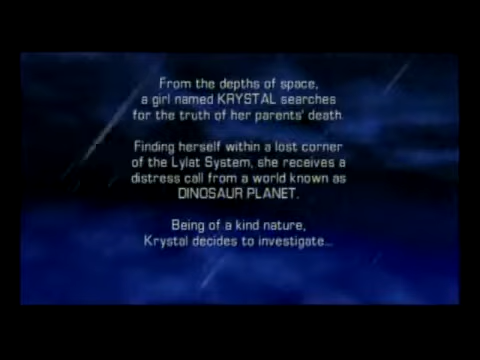 From the depths of space,
a girl named KRYSTAL searches
for the truth of her parents' death.
Finding herself within a lost corner
of the Lylat System, she receives a
distress call from a world known as
DINOSAUR PLANET.
Being of a kind nature,
Krystal decides to investigate...